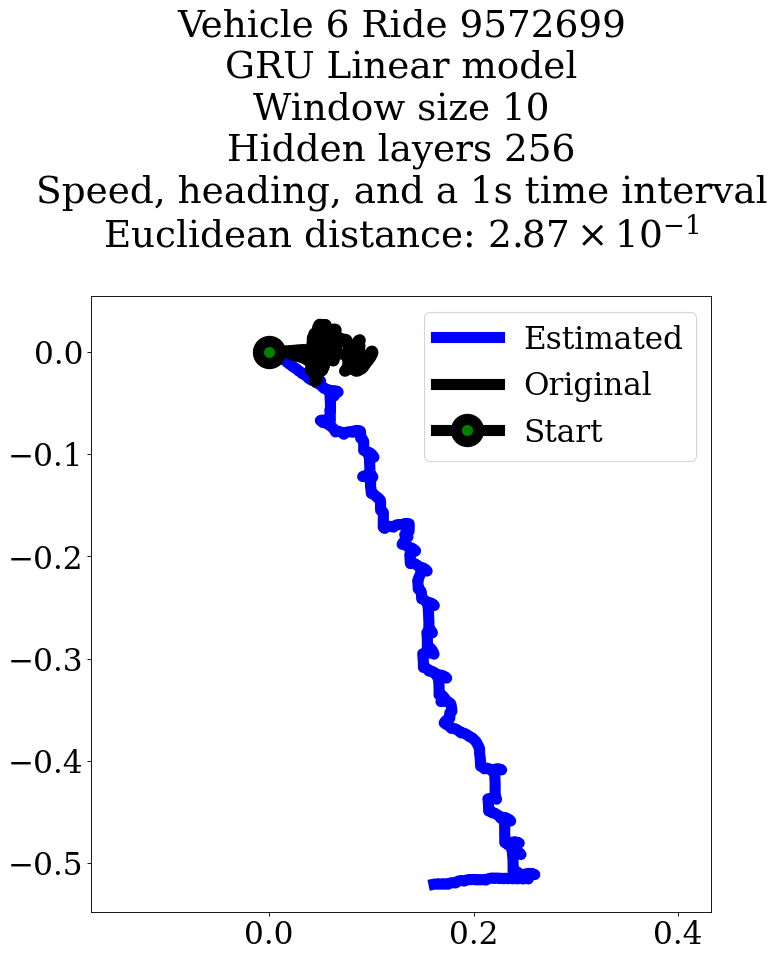 Vehicle 6 Ride 9572699
GRU Linear model
Window size 10
Hidden layers 256
Speed, heading, and a 1s time interval
Euclidean distance: 2.87 × 10⁻¹
Estimated
Original
Start
0.0
−0.1
−0.2
−0.3
−0.4
−0.5
0.0 0.2 0.4